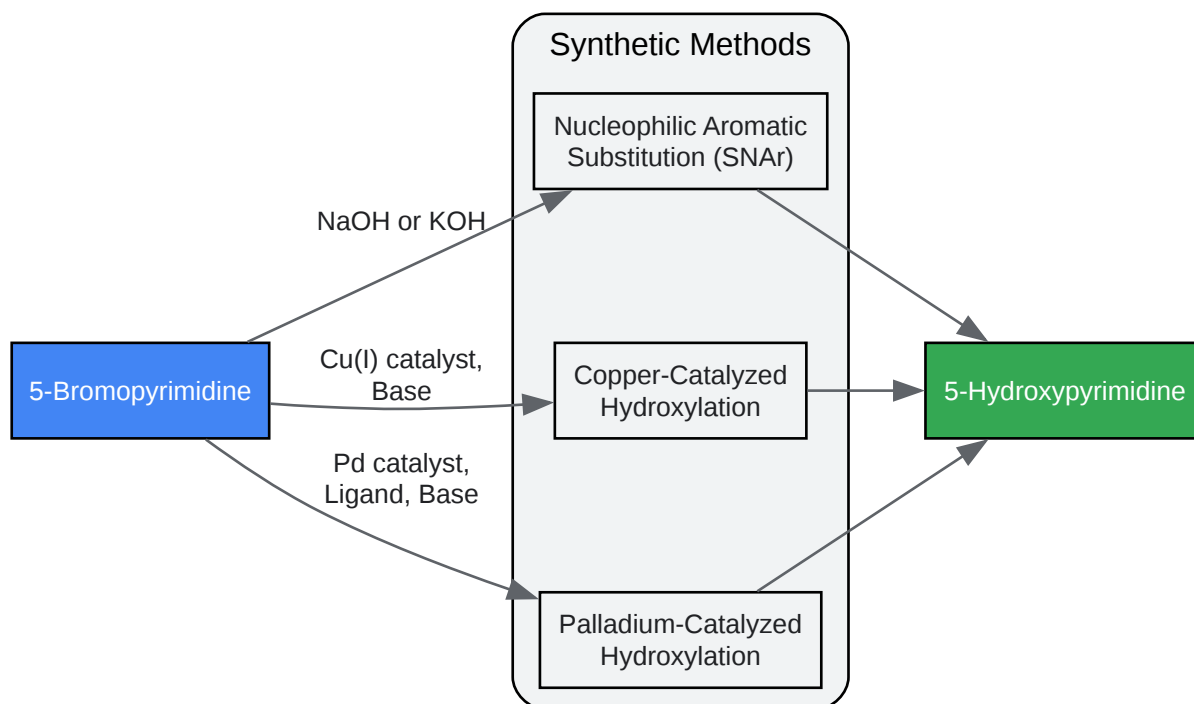 Synthetic Methods
Nucleophilic Aromatic
Substitution (SNAr)
NaOH or KOH
5-Bromopyrimidine
Cu(I) catalyst,
Base
Copper-Catalyzed
Hydroxylation
5-Hydroxypyrimidine
Pd catalyst,
Ligand, Base
Palladium-Catalyzed
Hydroxylation